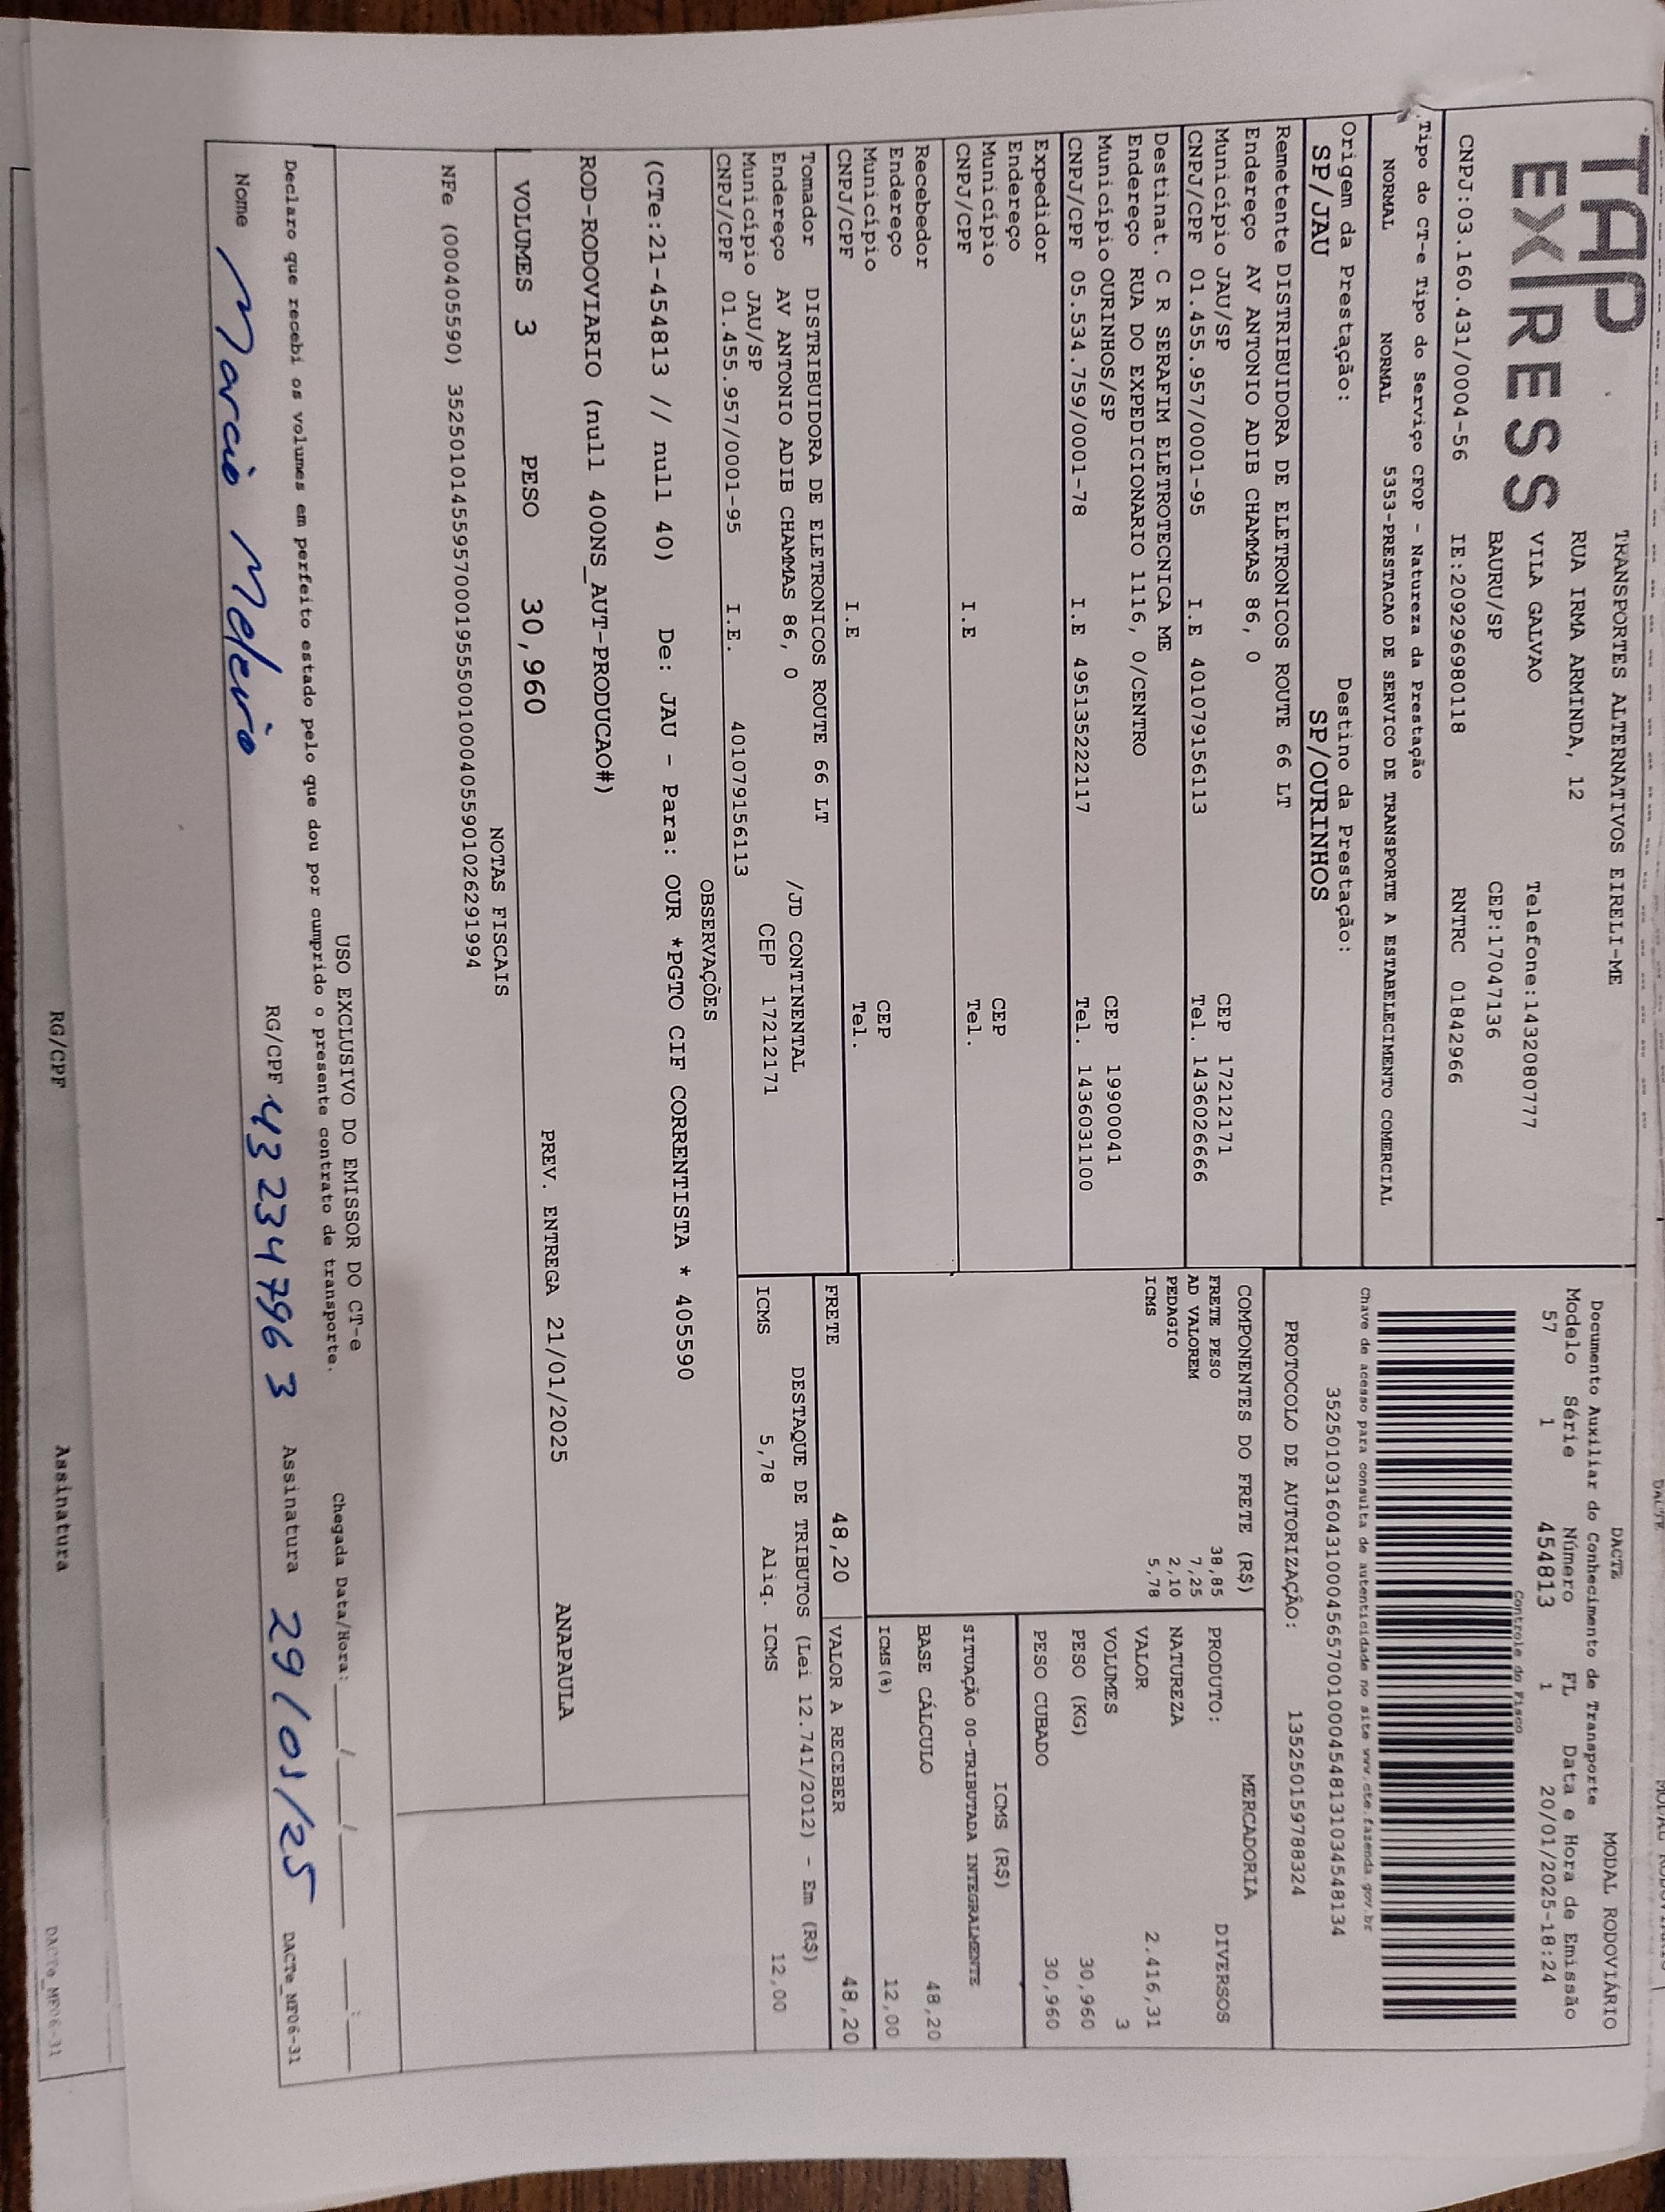 TAP
EXPRESS
TRANSPORTES ALTERNATIVOS EIRELI-ME
RUA IRMA ARMINDA, 12
VILA GALVAO Telefone:1432080777
BAURU/SP CEP:17047136
CNPJ:03.160.431/0004-56 IE:209296980118 RNTRC 01842966
DACTE MODAL RODOVIÁRIO
Documento Auxiliar do Conhecimento de Transporte
Modelo Série Número FL Data e Hora de Emissão
57 1 454813 1 20/01/2025-18:24
Controle do Fisco
Tipo do CT-e Tipo do Serviço CFOP - Natureza da Prestação
NORMAL NORMAL 5353-PRESTACAO DE SERVICO DE TRANSPORTE A ESTABELECIMENTO COMERCIAL
Chave de acesso para consulta de autenticidade no site www.cte.fazenda.gov.br
35250103160431000456570010004548131034548134
Origem da Prestação: Destino da Prestação:
SP/JAU SP/OURINHOS
PROTOCOLO DE AUTORIZAÇÃO: 135250159788324
Remetente DISTRIBUIDORA DE ELETRONICOS ROUTE 66 LT
Endereço AV ANTONIO ADIB CHAMMAS 86, 0
Município JAU/SP CEP 17212171
CNPJ/CPF 01.455.957/0001-95 I.E 401079156113 Tel. 1436026666
Destinat. C R SERAFIM ELETROTECNICA ME
Endereço RUA DO EXPEDICIONARIO 1116, 0/CENTRO
Município OURINHOS/SP CEP 19900041
CNPJ/CPF 05.534.759/0001-78 I.E 495135222117 Tel. 1436031100
Expedidor
Endereço
Município CEP
CNPJ/CPF I.E Tel.
Recebedor
Endereço
Município CEP
CNPJ/CPF I.E Tel.
Tomador DISTRIBUIDORA DE ELETRONICOS ROUTE 66 LT
Endereço AV ANTONIO ADIB CHAMMAS 86, 0 /JD CONTINENTAL
Município JAU/SP CEP 17212171
CNPJ/CPF 01.455.957/0001-95 I.E. 401079156113
COMPONENTES DO FRETE (R$)
FRETE PESO 38,85
AD VALOREM 7,25
PEDAGIO 2,10
ICMS 5,78
MERCADORIA
PRODUTO: DIVERSOS
NATUREZA
VALOR 2.416,31
VOLUMES 3
PESO (KG) 30,960
PESO CUBADO 30,960
ICMS (R$)
SITUAÇÃO 00-TRIBUTADA INTEGRALMENTE
BASE CÁLCULO 48,20
ICMS(%) 12,00
FRETE 48,20 VALOR A RECEBER 48,20
DESTAQUE DE TRIBUTOS (Lei 12.741/2012) - Em (R$)
ICMS 5,78 Aliq. ICMS 12,00
OBSERVAÇÕES
(CTe:21-454813 // null 40) De: JAU - Para: OUR *PGTO CIF CORRENTISTA * 405590
ROD-RODOVIARIO (null 400NS_AUT-PRODUCAO#)
VOLUMES 3 PESO 30,960 PREV. ENTREGA 21/01/2025 ANAPAULA
NOTAS FISCAIS
NFe (000405590) 35250101455957000195550010004055901026291994
USO EXCLUSIVO DO EMISSOR DO CT-e
Declaro que recebi os volumes em perfeito estado pelo que dou por cumprido o presente contrato de transporte. Chegada Data/Hora: ___/___/___ ___:___
Nome Marcio Meleiro RG/CPF 43 234 796 3 Assinatura 29/01/25 DACTe_MF06-31
RG/CPF Assinatura DACTe_MF06-31